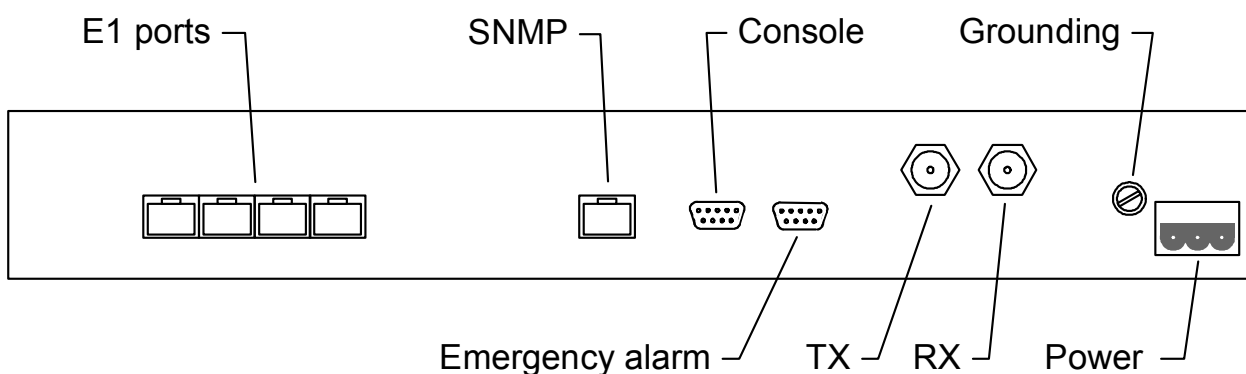 E1 ports
SNMP
Console
Grounding
Emergency alarm
TX
RX
Power